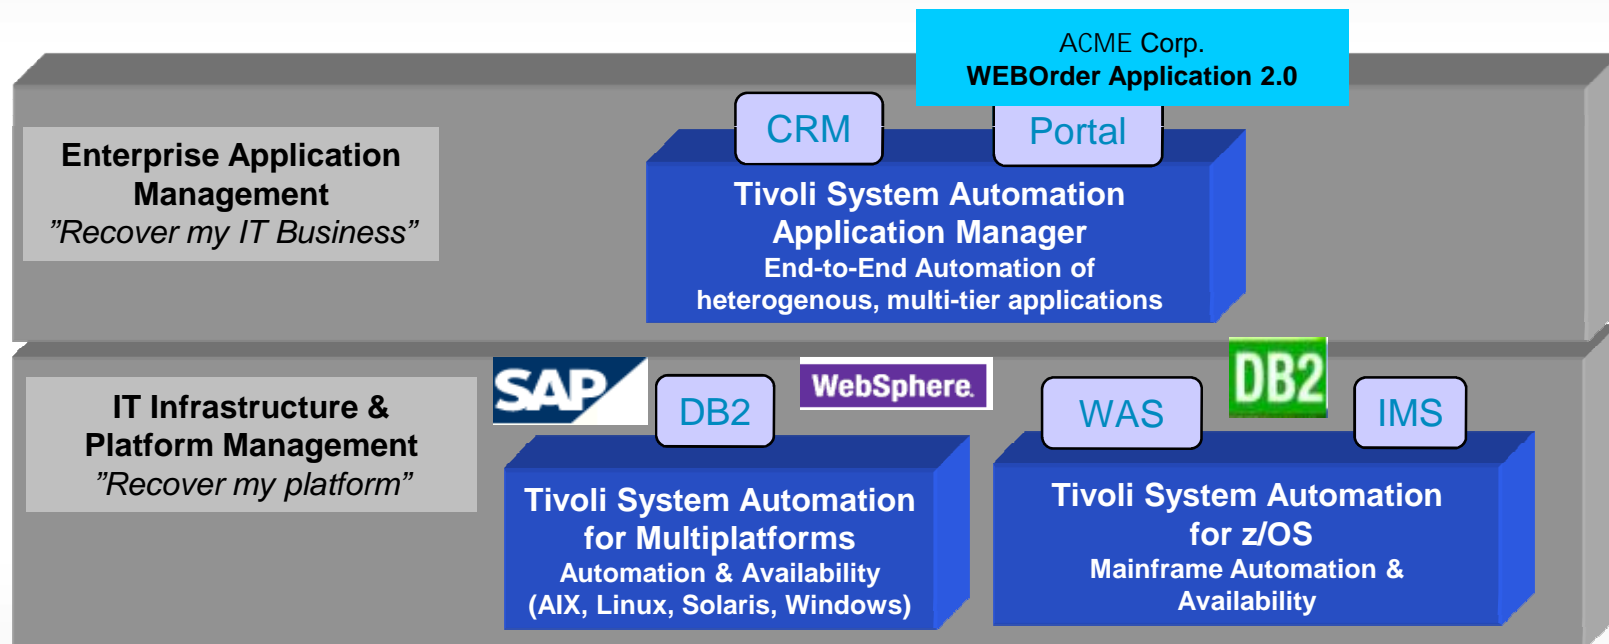 ACME Corp.
WEBOrder Application 2.0
CRM
Portal
Enterprise Application
Management
”Recover my IT Business”
Tivoli System Automation
Application Manager
End-to-End Automation of
heterogenous, multi-tier applications
SAP
DB2
WebSphere.
WAS
DB2
IMS
IT Infrastructure &
Platform Management
”Recover my platform”
Tivoli System Automation
for Multiplatforms
Automation & Availability
(AIX, Linux, Solaris, Windows)
Tivoli System Automation
for z/OS
Mainframe Automation &
Availability